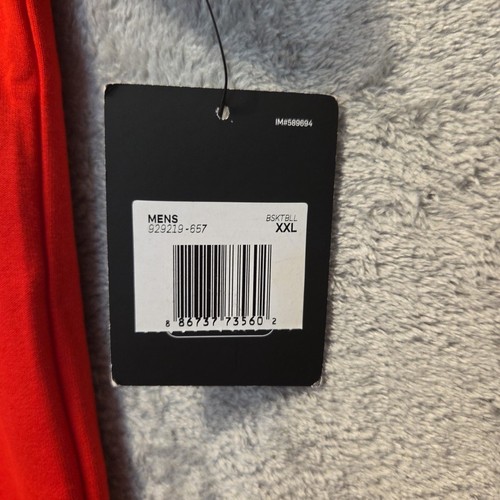 IM#589694
MENS
BSKTBLL
929219-657
XXL
8 86737 73560 2